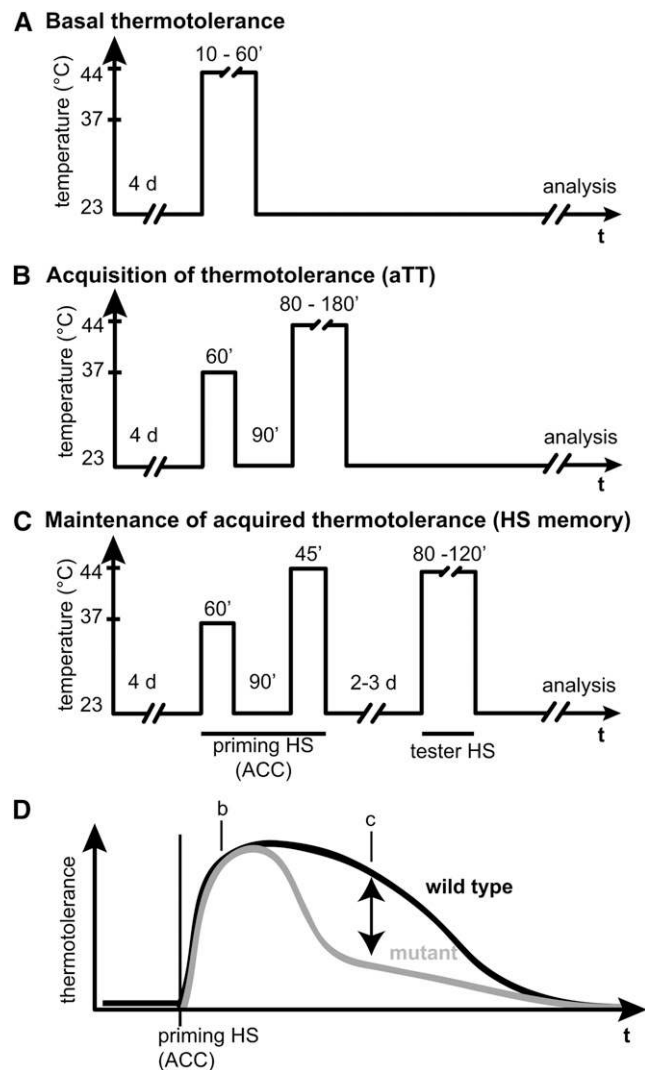 A Basal thermotolerance
10 - 60'
temperature (°C)
44
37
23
4 d
analysis
t
B Acquisition of thermotolerance (aTT)
80 - 180'
temperature (°C)
44
37
23
60'
4 d
90'
analysis
t
C Maintenance of acquired thermotolerance (HS memory)
45'
80 -120'
temperature (°C)
44
37
23
60'
4 d
90'
2-3 d
analysis
t
priming HS
(ACC)
tester HS
D
b
c
thermotolerance
wild type
mutant
t
priming HS
(ACC)